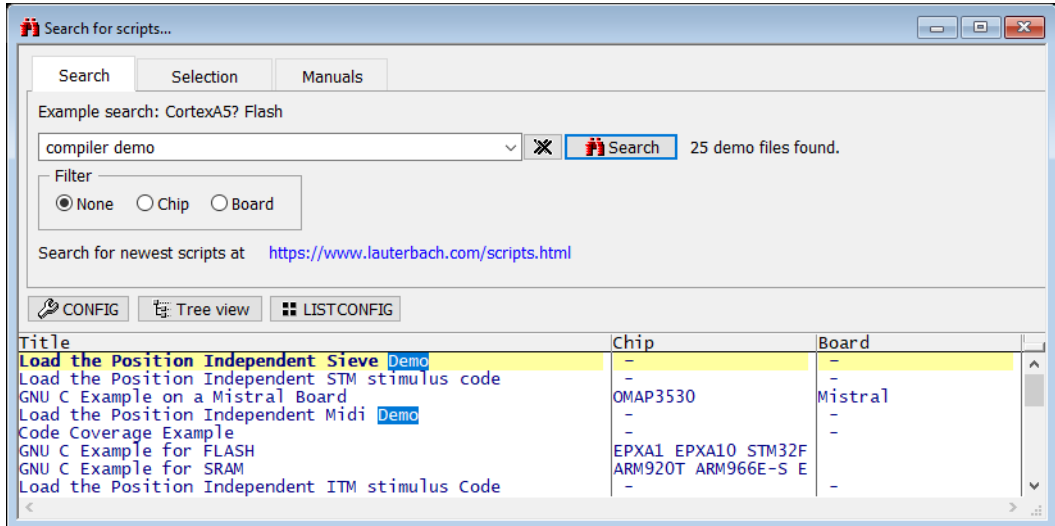 Search for scripts...
Search Selection Manuals
Example search: CortexA5? Flash
compiler demo Search 25 demo files found.
Filter
None Chip Board
Search for newest scripts at https://www.lauterbach.com/scripts.html
CONFIG Tree view LISTCONFIG
Title Chip Board
Load the Position Independent Sieve Demo - -
Load the Position Independent STM stimulus code - -
GNU C Example on a Mistral Board OMAP3530 Mistral
Load the Position Independent Midi Demo - -
Code Coverage Example - -
GNU C Example for FLASH EPXA1 EPXA10 STM32F
GNU C Example for SRAM ARM920T ARM966E-S E
Load the Position Independent ITM stimulus Code - -